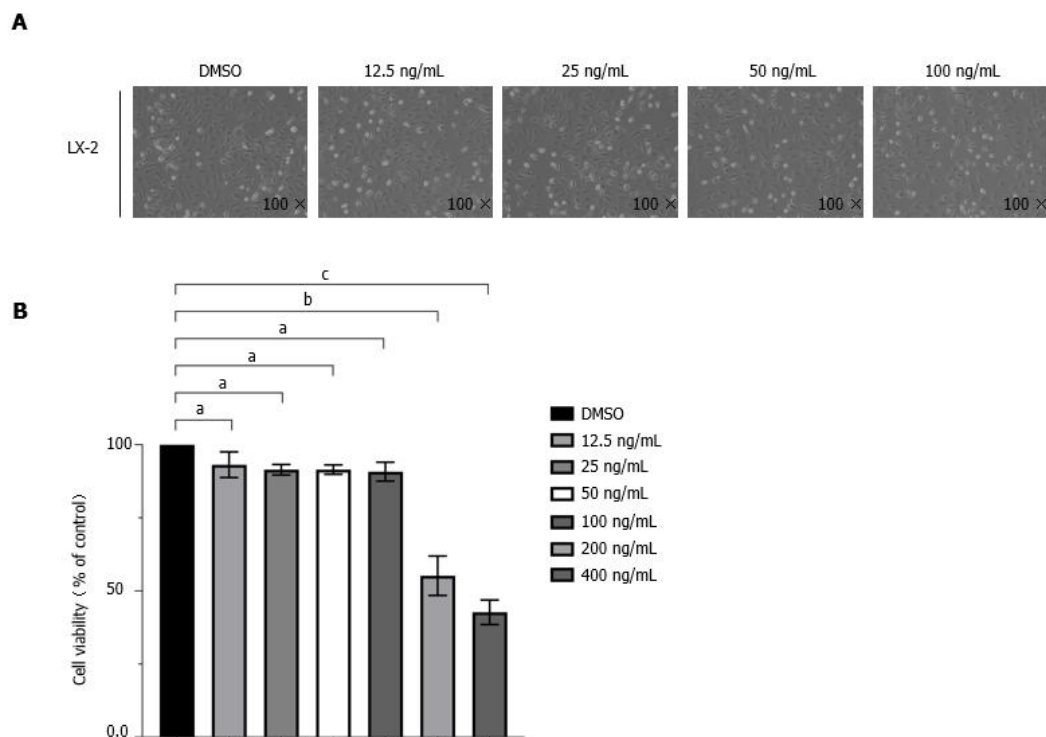 A
DMSO 12.5 ng/mL 25 ng/mL 50 ng/mL 100 ng/mL
LX-2
100 × 100 × 100 × 100 × 100 ×
B
c
b
a
a
a
a
100
50
0.0
Cell viability (% of control)
DMSO
12.5 ng/mL
25 ng/mL
50 ng/mL
100 ng/mL
200 ng/mL
400 ng/mL